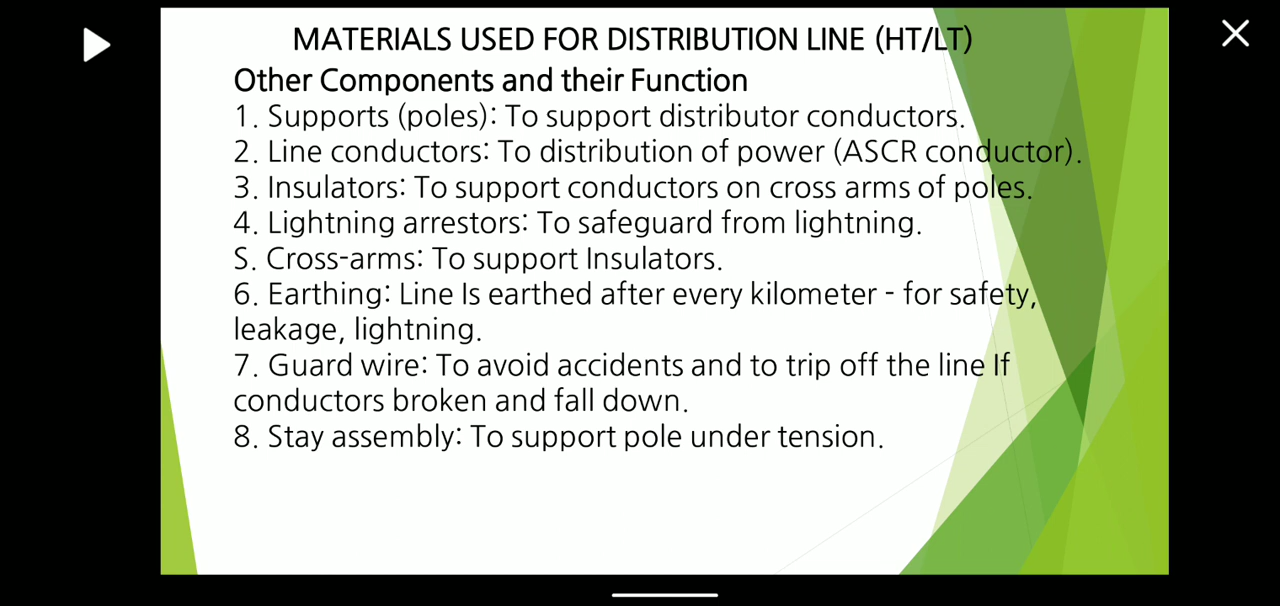 MATERIALS USED FOR DISTRIBUTION LINE (HT/LT)
Other Components and their Function
1. Supports (poles): To support distributor conductors.
2. Line conductors: To distribution of power (ASCR conductor).
3. Insulators: To support conductors on cross arms of poles.
4. Lightning arrestors: To safeguard from lightning.
S. Cross-arms: To support Insulators.
6. Earthing: Line Is earthed after every kilometer - for safety,
leakage, lightning.
7. Guard wire: To avoid accidents and to trip off the line If
conductors broken and fall down.
8. Stay assembly: To support pole under tension.